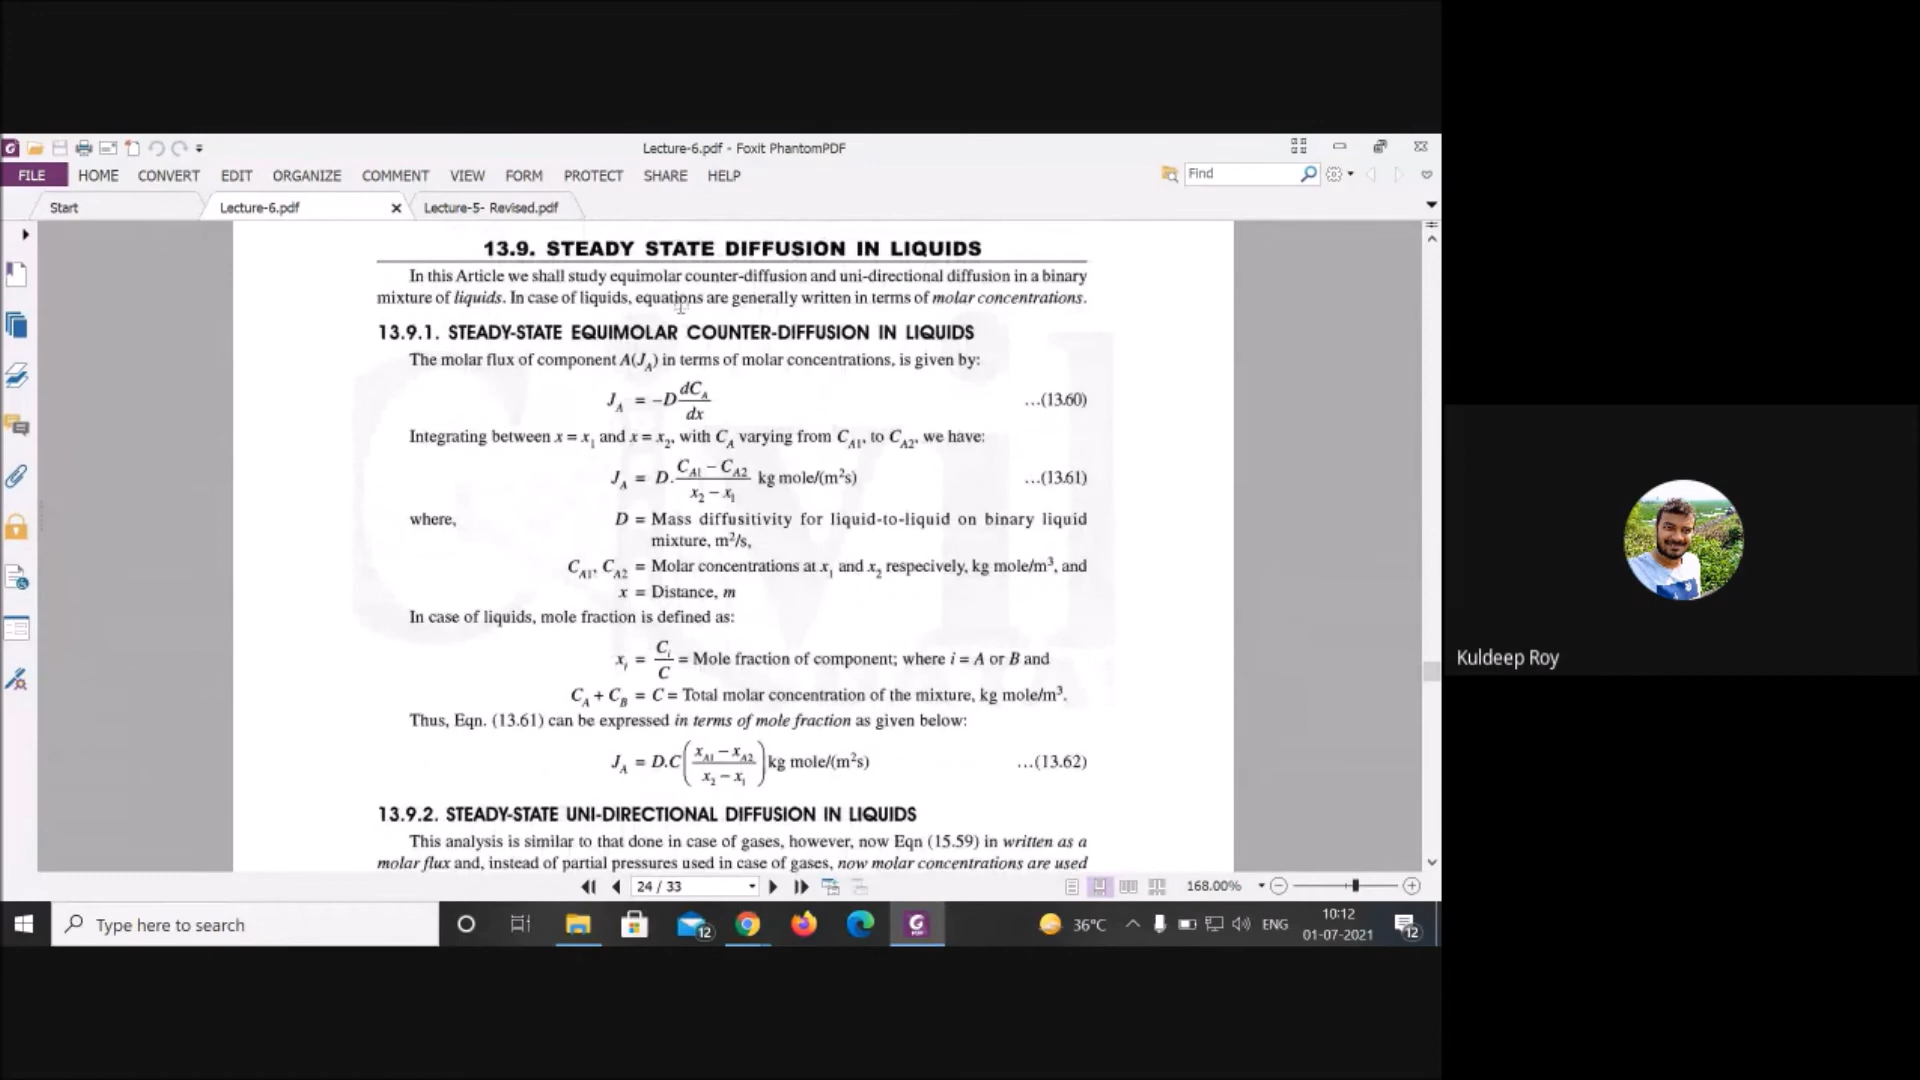 Lecture-6.pdf - Foxit PhantomPDF
FILE HOME CONVERT EDIT ORGANIZE COMMENT VIEW FORM PROTECT SHARE HELP
Find
Start Lecture-6.pdf Lecture-5- Revised.pdf
13.9. STEADY STATE DIFFUSION IN LIQUIDS
In this Article we shall study equimolar counter-diffusion and uni-directional diffusion in a binary
mixture of liquids. In case of liquids, equations are generally written in terms of molar concentrations.
13.9.1. STEADY-STATE EQUIMOLAR COUNTER-DIFFUSION IN LIQUIDS
The molar flux of component A(J_A) in terms of molar concentrations, is given by:
J_A = -D dC_A/dx ...(13.60)
Integrating between x = x_1 and x = x_2, with C_A varying from C_A1, to C_A2, we have:
J_A = D. (C_A1 – C_A2)/(x_2 – x_1) kg mole/(m²s) ...(13.61)
where, D = Mass diffusitivity for liquid-to-liquid on binary liquid
mixture, m²/s,
C_A1, C_A2 = Molar concentrations at x_1 and x_2 respecively, kg mole/m³, and
x = Distance, m
In case of liquids, mole fraction is defined as:
x_i = C_i/C = Mole fraction of component; where i = A or B and
C_A + C_B = C = Total molar concentration of the mixture, kg mole/m³.
Thus, Eqn. (13.61) can be expressed in terms of mole fraction as given below:
J_A = D.C ((x_A1 – x_A2)/(x_2 – x_1)) kg mole/(m²s) ...(13.62)
13.9.2. STEADY-STATE UNI-DIRECTIONAL DIFFUSION IN LIQUIDS
This analysis is similar to that done in case of gases, however, now Eqn (15.59) in written as a
molar flux and, instead of partial pressures used in case of gases, now molar concentrations are used
24 / 33 168.00%
Type here to search 12 36°C ENG 10:12 01-07-2021 12
Kuldeep Roy